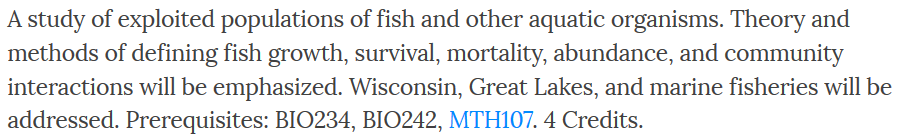 A study of exploited populations of fish and other aquatic organisms. Theory and
methods of defining fish growth, survival, mortality, abundance, and community
interactions will be emphasized. Wisconsin, Great Lakes, and marine fisheries will be
addressed. Prerequisites: BIO234, BIO242, MTH107. 4 Credits.